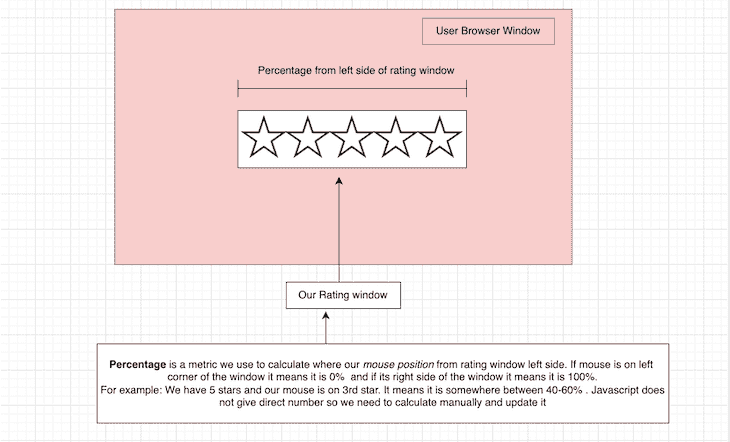 User Browser Window
Percentage from left side of rating window
Our Rating window
Percentage is a metric we use to calculate where our mouse position from rating window left side. If mouse is on left
corner of the window it means it is 0% and if its right side of the window it means it is 100%.
For example: We have 5 stars and our mouse is on 3rd star. It means it is somewhere between 40-60% . Javascript does
not give direct number so we need to calculate manually and update it